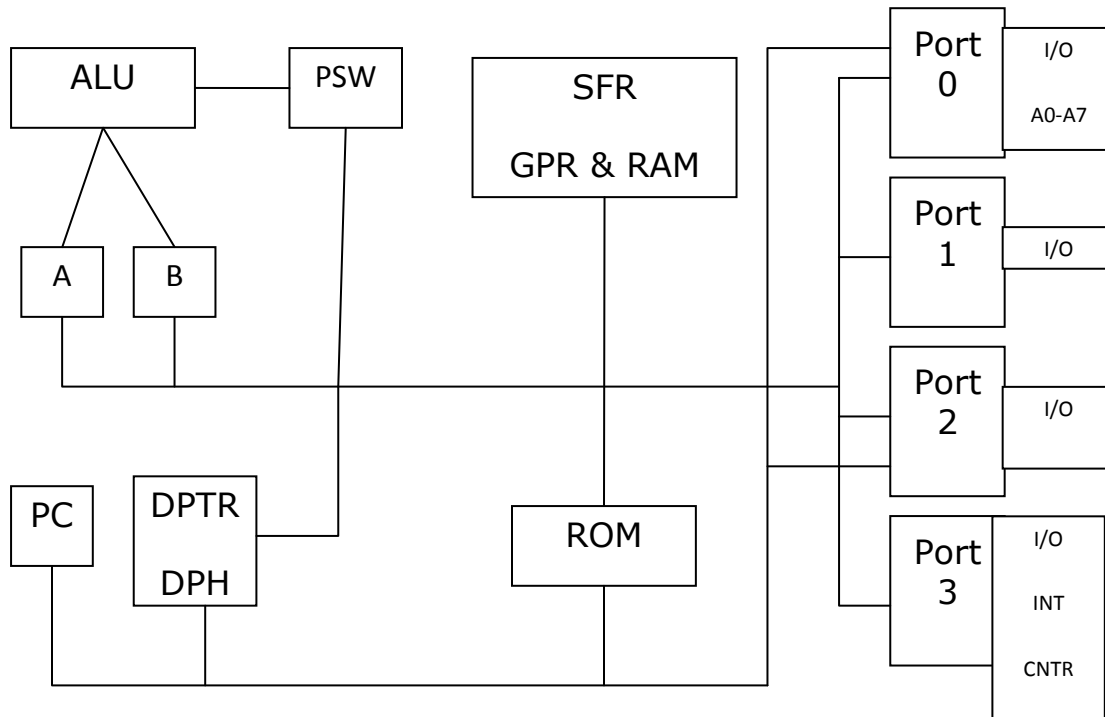 ALU
PSW
SFR
GPR & RAM
Port
0
I/O
A0-A7
Port
1
I/O
A
B
Port
2
I/O
PC
DPTR
DPH
ROM
Port
3
I/O
INT
CNTR